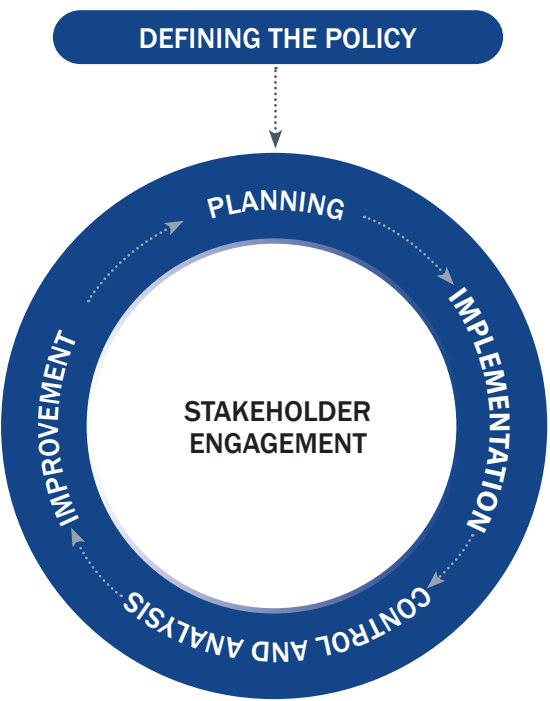 DEFINING THE POLICY
PLANNING
IMPLEMENTATION
CONTROL AND ANALYSIS
IMPROVEMENT
STAKEHOLDER
ENGAGEMENT